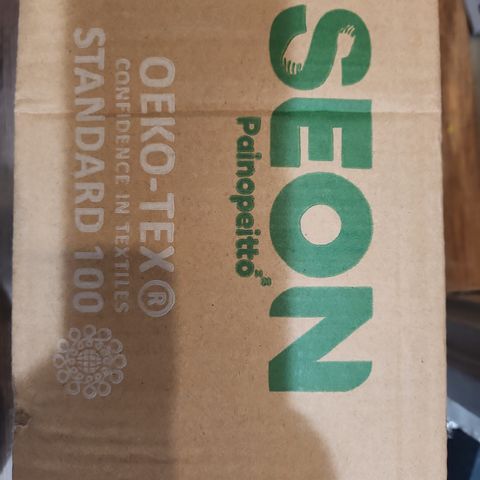 SEON
Painopeitto
OEKO-TEX®
CONFIDENCE IN TEXTILES
STANDARD 100